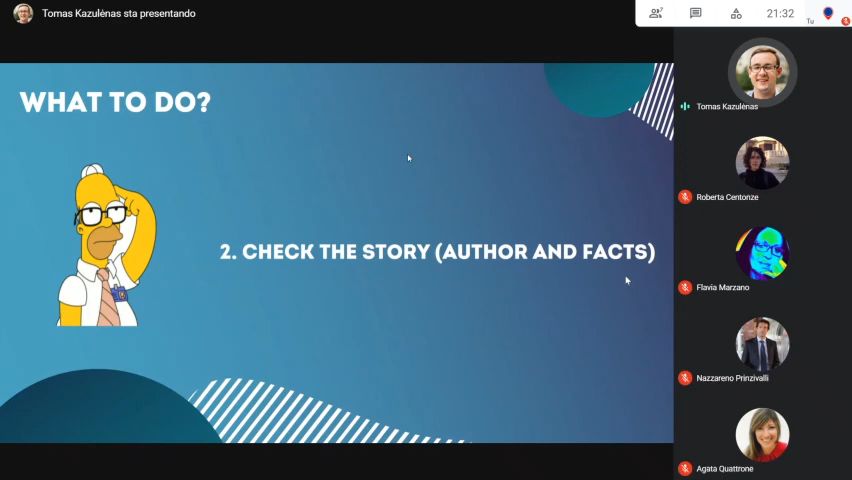 Tomas Kazulėnas sta presentando
7
21:32
Tu
WHAT TO DO?
2. CHECK THE STORY (AUTHOR AND FACTS)
Tomas Kazulėnas
Roberta Centonze
Flavia Marzano
Nazzareno Prinzivalli
Agata Quattrone